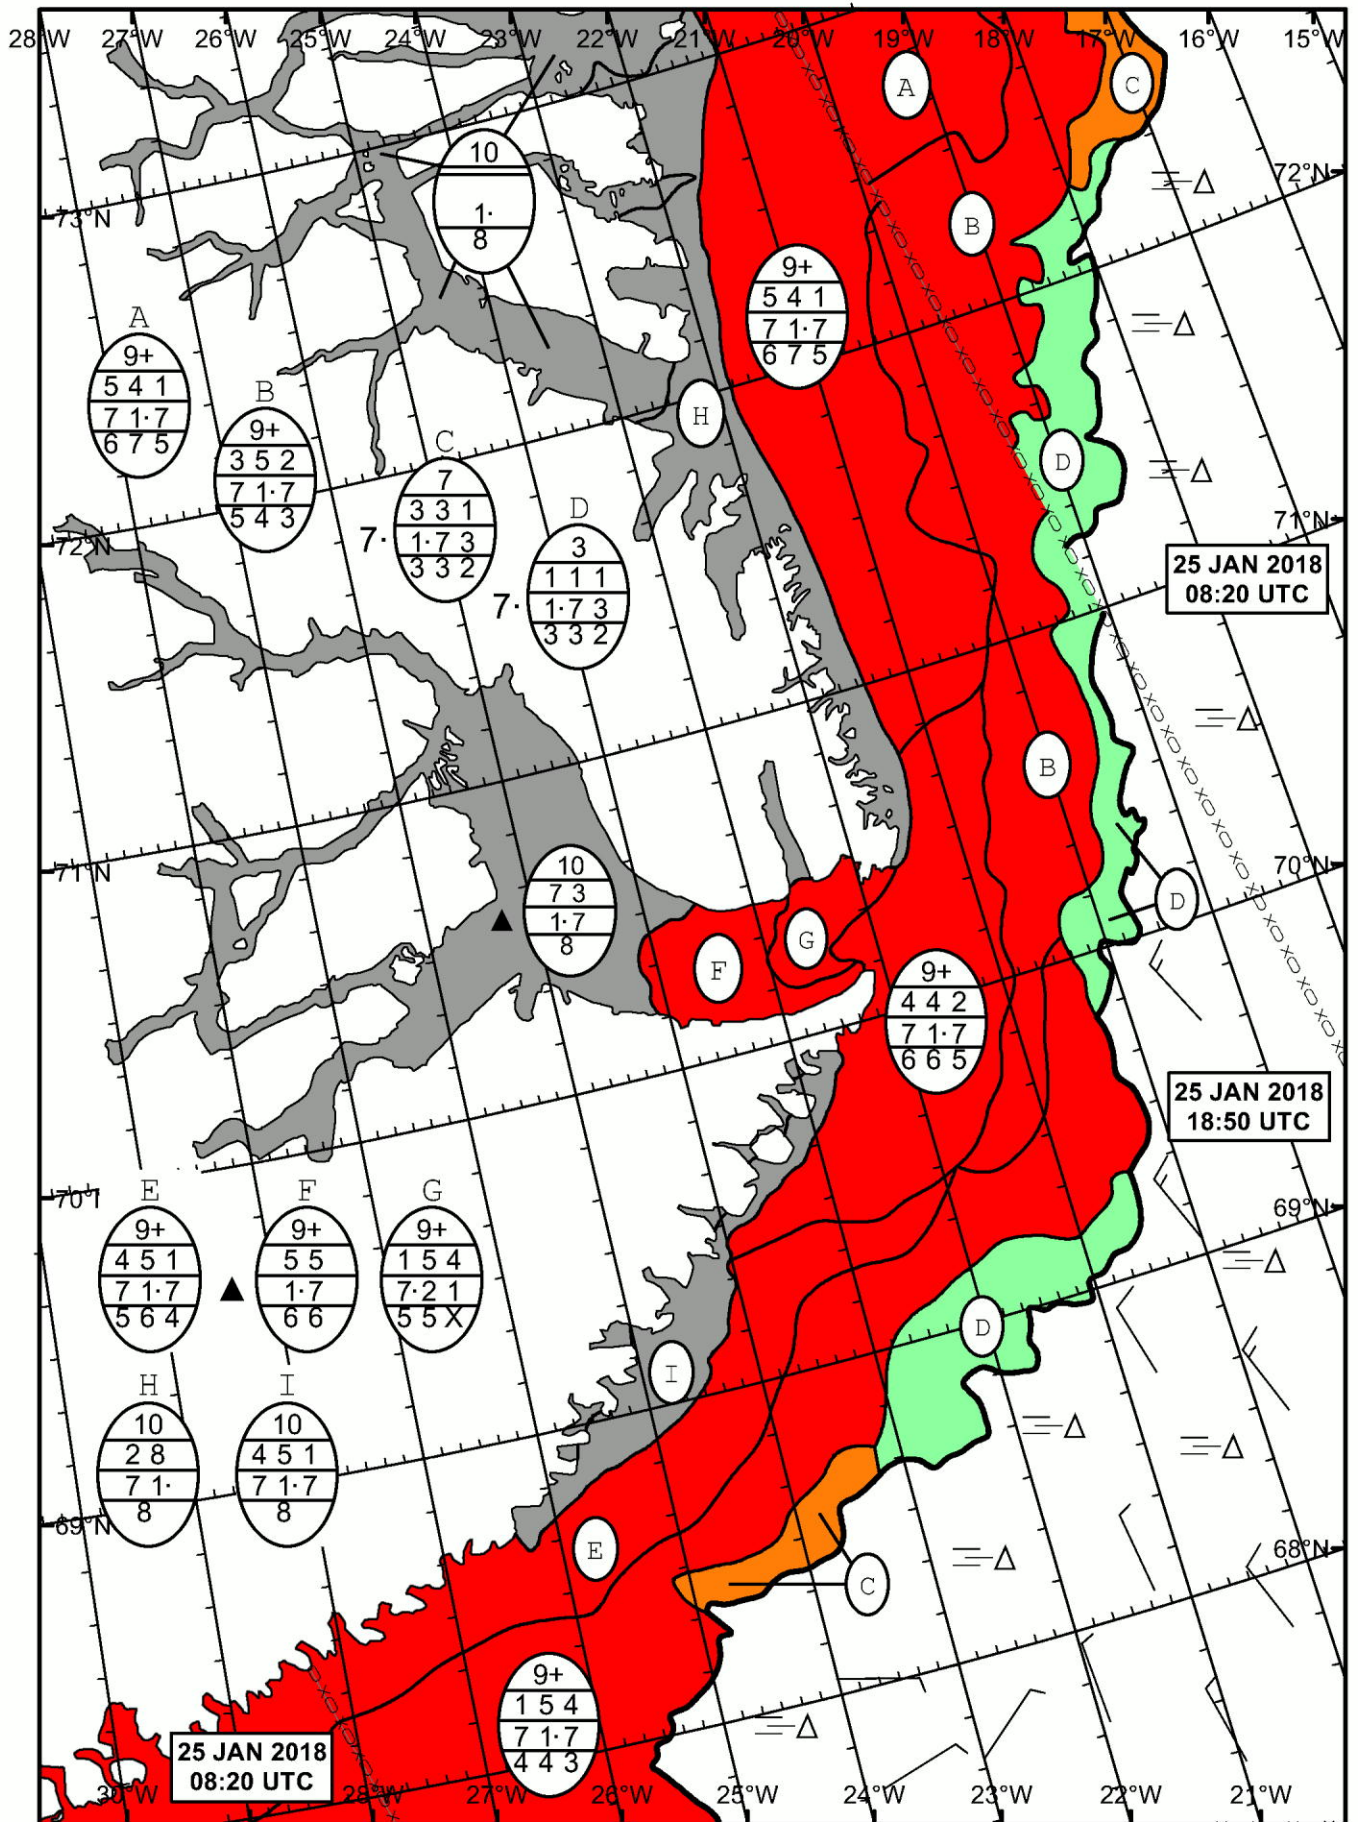 28°W 27°W 26°W 25°W 24°W 23°W 22°W 21°W 20°W 19°W 18°W 17°W 16°W 15°W
A
C
10
1·
8
72°N
73°N
B
9+
5 4 1
7 1·7
6 7 5
A
9+
5 4 1
7 1·7
6 7 5
B
9+
3 5 2
7 1·7
5 4 3
H
C
7
3 3 1
7· 1·7 3
3 3 2
D
D
3
1 1 1
7· 1·7 3
3 3 2
71°N
72°N
25 JAN 2018
08:20 UTC
B
70°N
71°N
10
7 3
1·7
8
D
G
F
9+
4 4 2
7 1·7
6 6 5
25 JAN 2018
18:50 UTC
70°
69°N
E
9+
4 5 1
7 1·7
5 6 4
F
9+
5 5
1·7
6 6
G
9+
1 5 4
7·2 1
5 5 X
D
I
H
10
2 8
7 1·
8
I
10
4 5 1
7 1·7
8
69°N
68°N
E
C
9+
1 5 4
7 1·7
4 4 3
25 JAN 2018
08:20 UTC
30°W 28°W 27°W 26°W 25°W 24°W 23°W 22°W 21°W